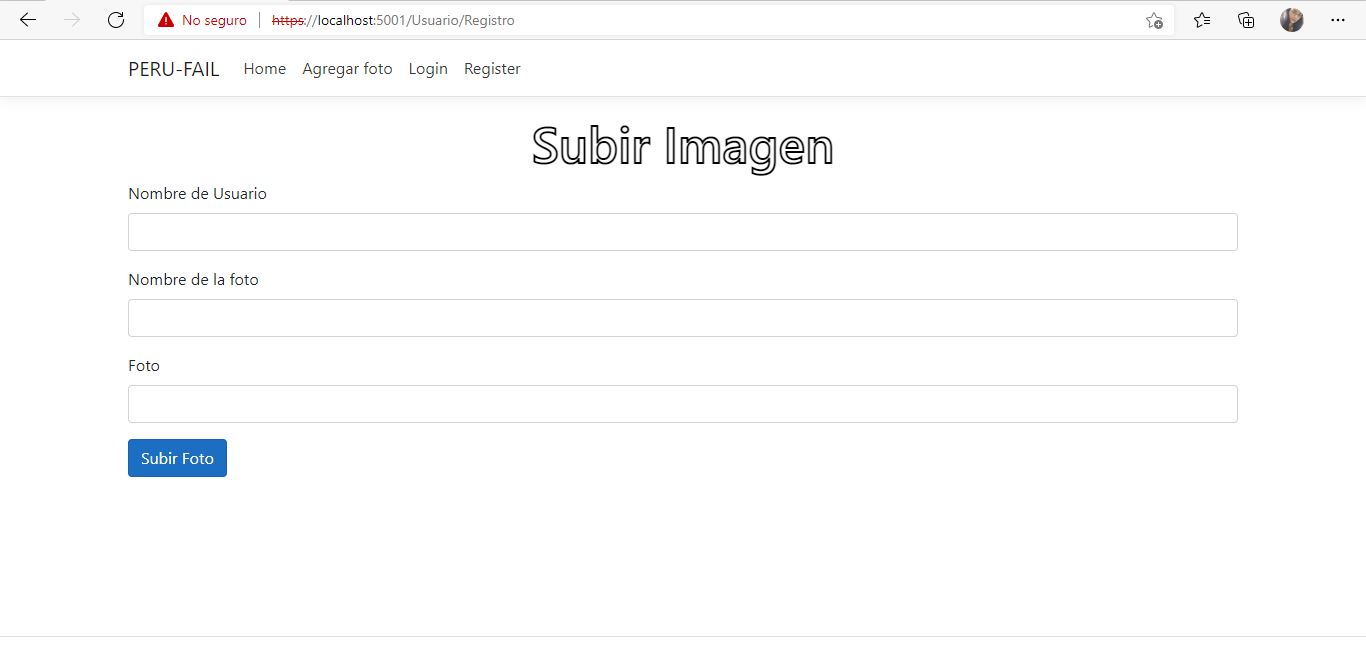 No seguro https://localhost:5001/Usuario/Registro
PERU-FAIL Home Agregar foto Login Register
Subir Imagen
Nombre de Usuario
Nombre de la foto
Foto
Subir Foto